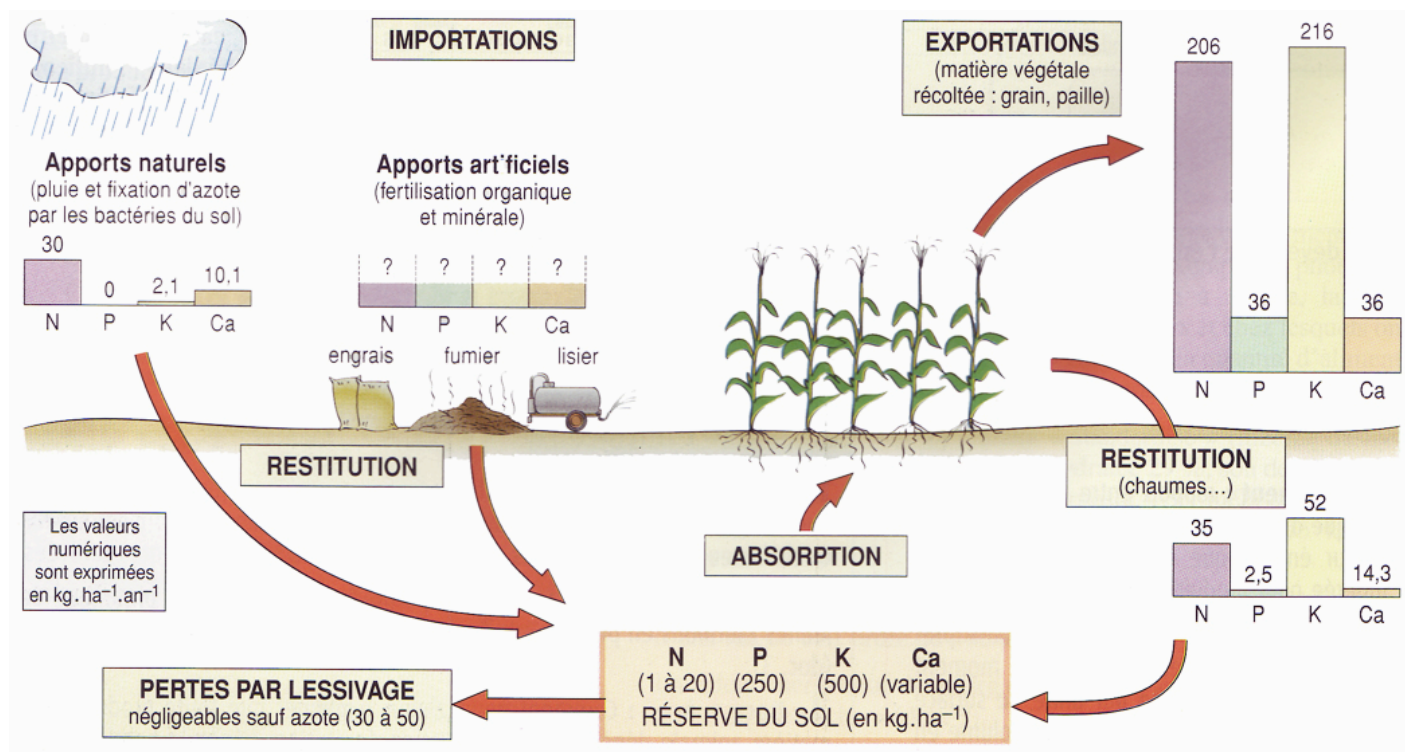 IMPORTATIONS
EXPORTATIONS
(matière végétale
récoltée : grain, paille)
206
216
36
36
N P K Ca
Apports naturels
(pluie et fixation d'azote
par les bactéries du sol)
30
0
2,1
10,1
N P K Ca
Apports art'ficiels
(fertilisation organique
et minérale)
? ? ? ?
N P K Ca
engrais fumier lisier
RESTITUTION
RESTITUTION
(chaumes...)
35
2,5
52
14,3
N P K Ca
ABSORPTION
Les valeurs
numériques
sont exprimées
en kg.ha⁻¹.an⁻¹
N P K Ca
(1 à 20) (250) (500) (variable)
RÉSERVE DU SOL (en kg.ha⁻¹)
PERTES PAR LESSIVAGE
négligeables sauf azote (30 à 50)